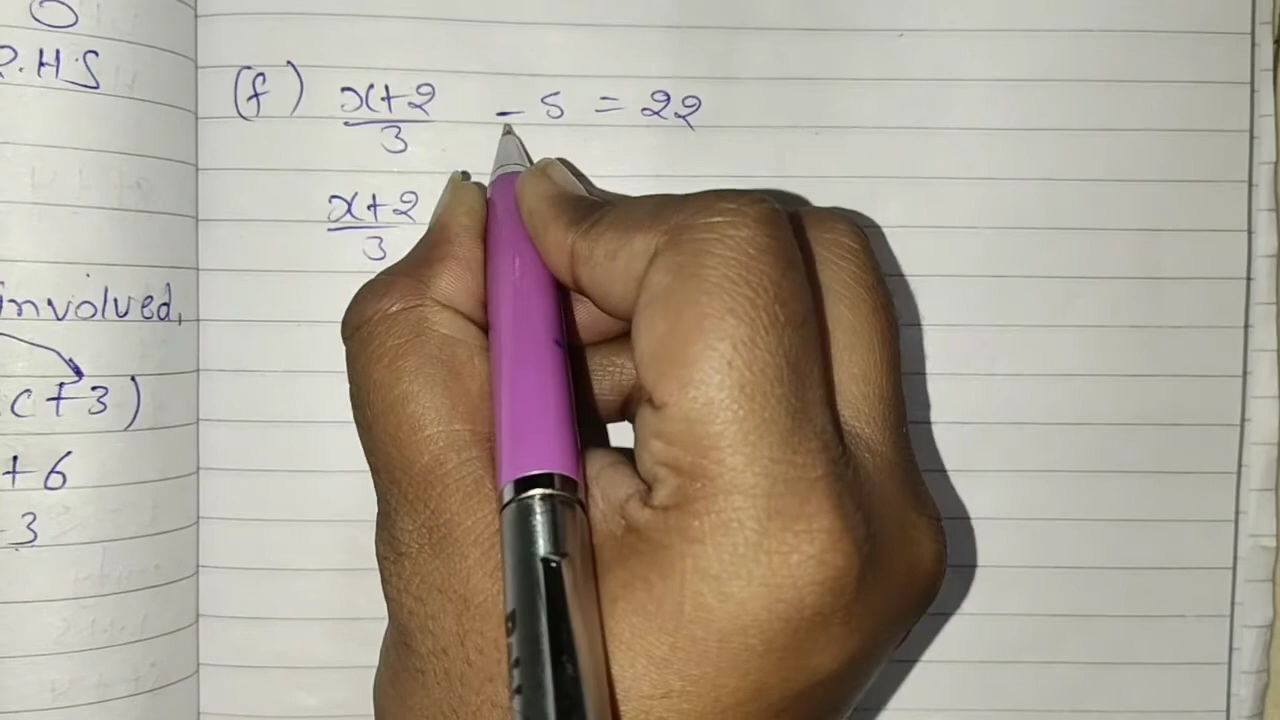 O
R.H.S
involved,
c+3)
+6
3
(f) x+2/3 - 5 = 22
x+2/3